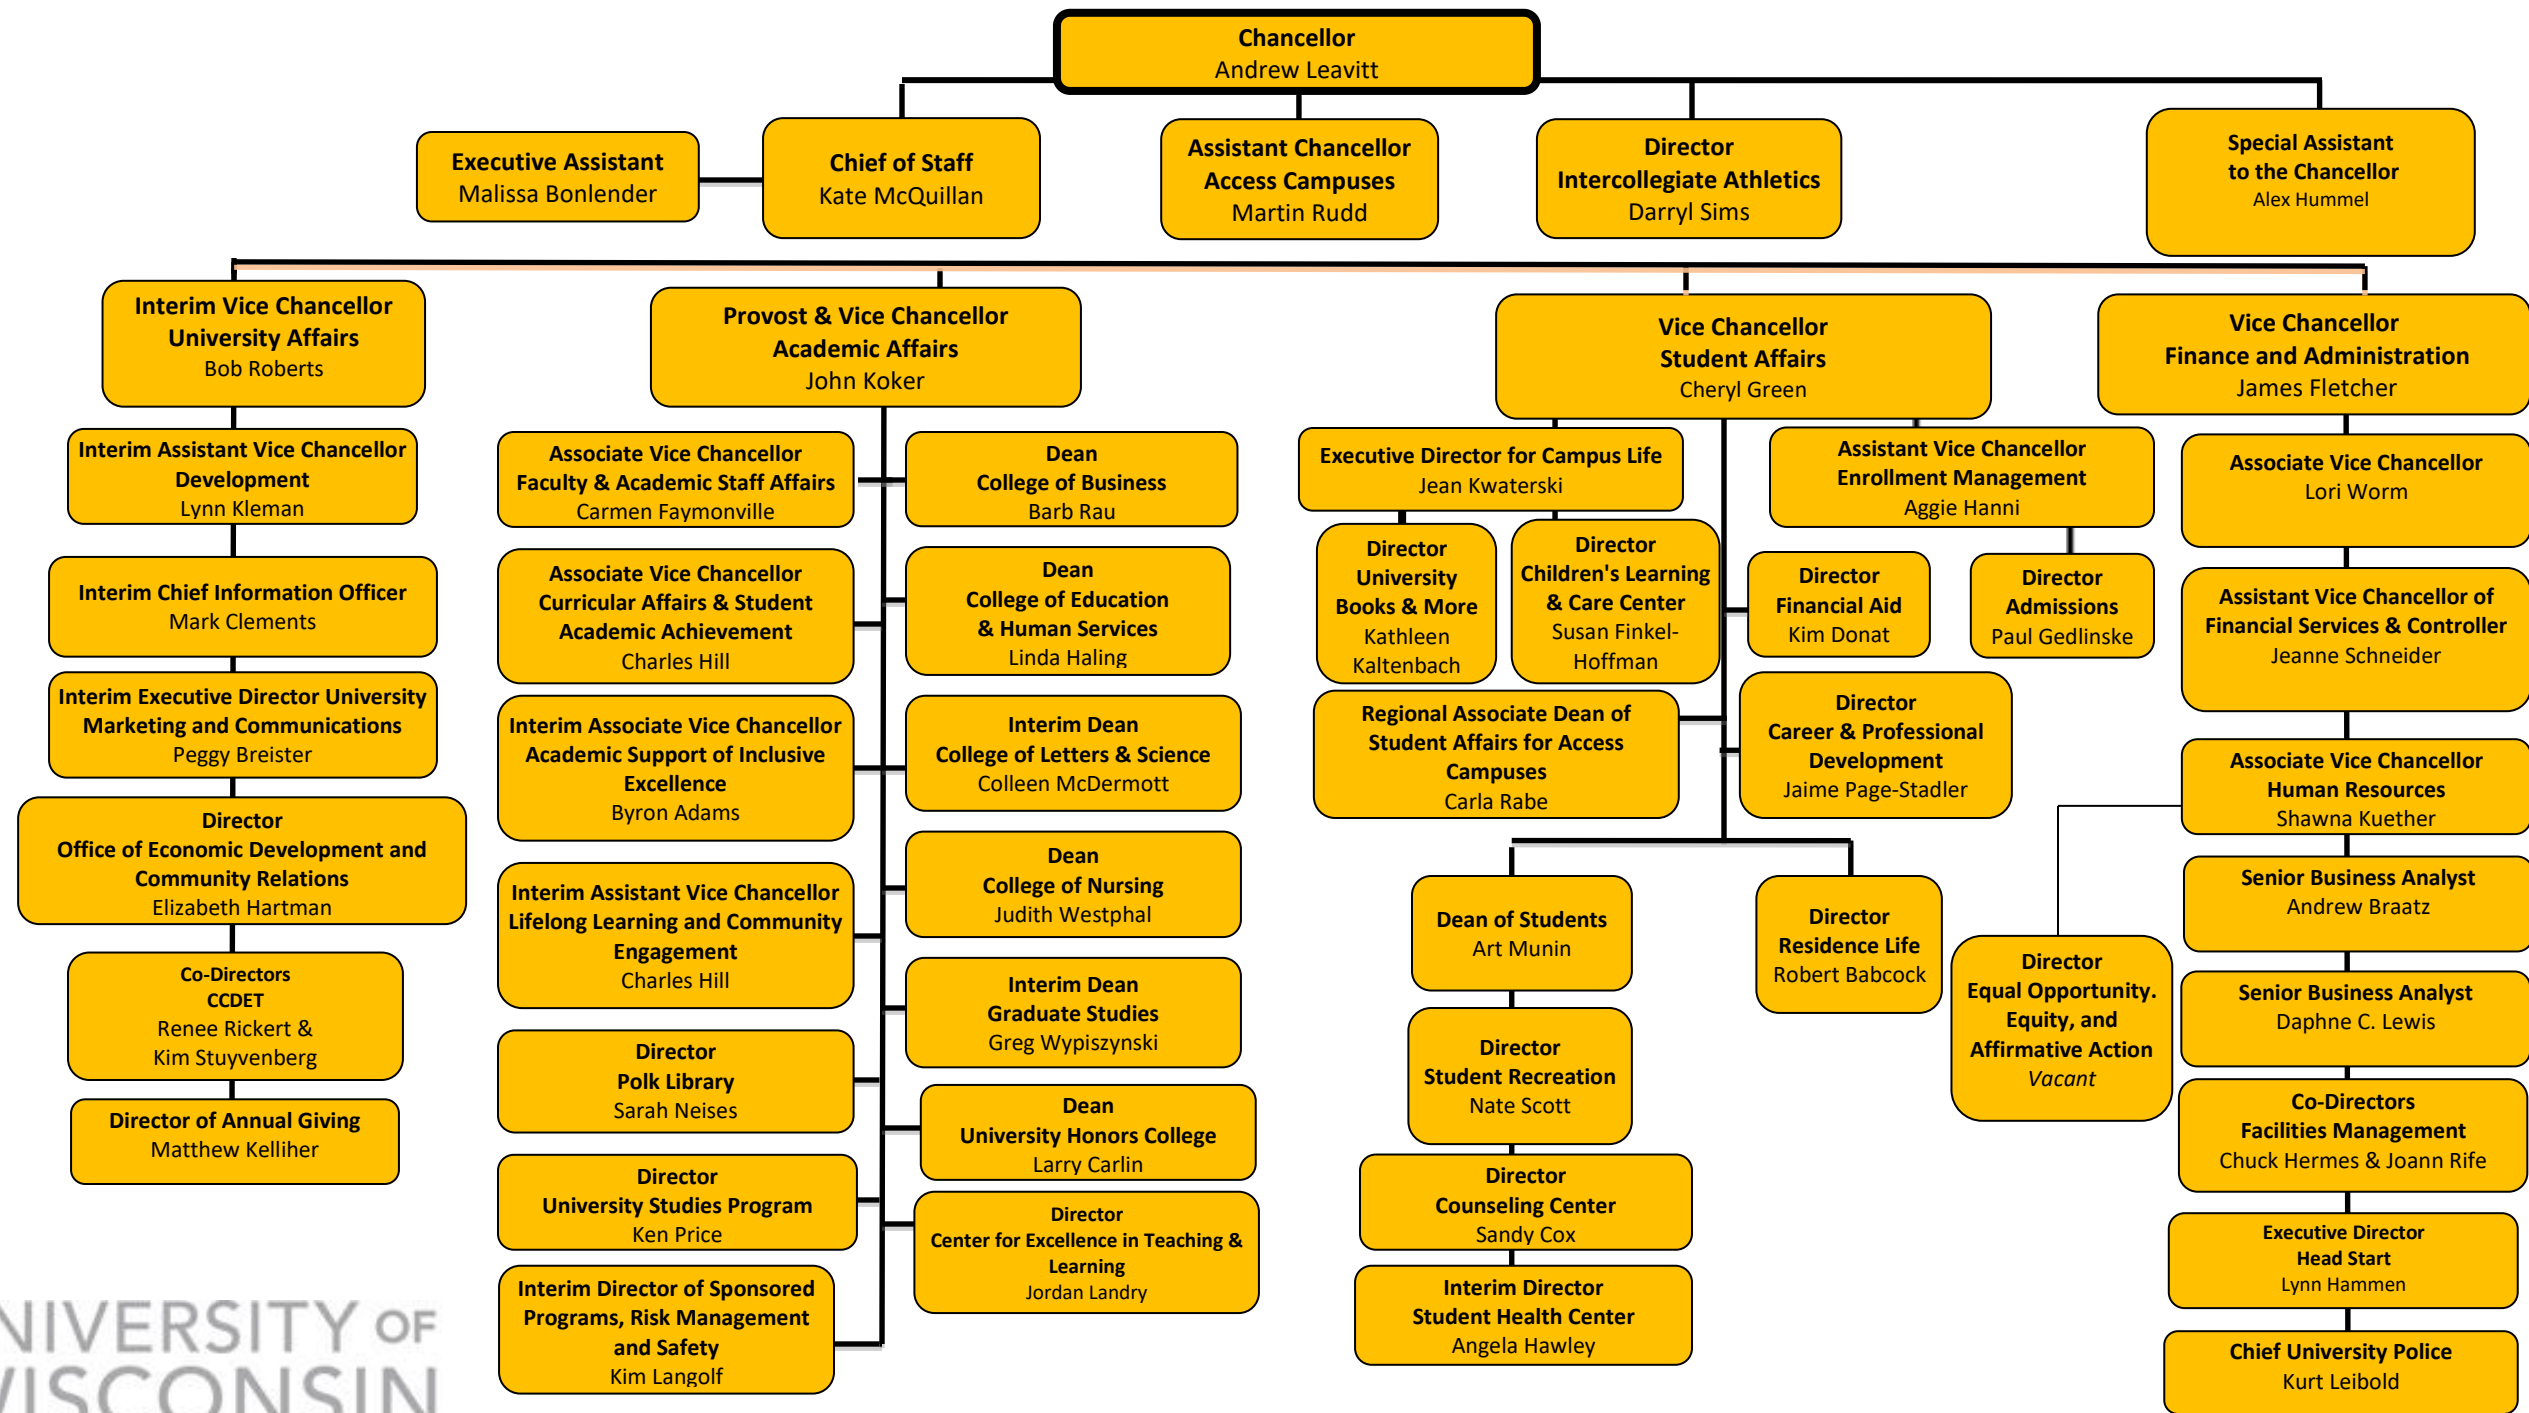 Chancellor
Andrew Leavitt
Executive Assistant
Malissa Bonlender
Chief of Staff
Kate McQuillan
Assistant Chancellor
Access Campuses
Martin Rudd
Director
Intercollegiate Athletics
Darryl Sims
Special Assistant
to the Chancellor
Alex Hummel
Interim Vice Chancellor
University Affairs
Bob Roberts
Interim Assistant Vice Chancellor
Development
Lynn Kleman
Interim Chief Information Officer
Mark Clements
Interim Executive Director University
Marketing and Communications
Peggy Breister
Director
Office of Economic Development and
Community Relations
Elizabeth Hartman
Co-Directors
CCDET
Renee Rickert &
Kim Stuyvenberg
Director of Annual Giving
Matthew Kelliher
Provost & Vice Chancellor
Academic Affairs
John Koker
Associate Vice Chancellor
Faculty & Academic Staff Affairs
Carmen Faymonville
Associate Vice Chancellor
Curricular Affairs & Student
Academic Achievement
Charles Hill
Interim Associate Vice Chancellor
Academic Support of Inclusive
Excellence
Byron Adams
Interim Assistant Vice Chancellor
Lifelong Learning and Community
Engagement
Charles Hill
Director
Polk Library
Sarah Neises
Director
University Studies Program
Ken Price
Interim Director of Sponsored
Programs, Risk Management
and Safety
Kim Langolf
Dean
College of Business
Barb Rau
Dean
College of Education
& Human Services
Linda Haling
Interim Dean
College of Letters & Science
Colleen McDermott
Dean
College of Nursing
Judith Westphal
Interim Dean
Graduate Studies
Greg Wypiszynski
Dean
University Honors College
Larry Carlin
Director
Center for Excellence in Teaching &
Learning
Jordan Landry
Vice Chancellor
Student Affairs
Cheryl Green
Executive Director for Campus Life
Jean Kwaterski
Director
University
Books & More
Kathleen
Kaltenbach
Director
Children's Learning
& Care Center
Susan Finkel-
Hoffman
Assistant Vice Chancellor
Enrollment Management
Aggie Hanni
Director
Financial Aid
Kim Donat
Director
Admissions
Paul Gedlinske
Regional Associate Dean of
Student Affairs for Access
Campuses
Carla Rabe
Director
Career & Professional
Development
Jaime Page-Stadler
Dean of Students
Art Munin
Director
Residence Life
Robert Babcock
Director
Student Recreation
Nate Scott
Director
Counseling Center
Sandy Cox
Interim Director
Student Health Center
Angela Hawley
Vice Chancellor
Finance and Administration
James Fletcher
Associate Vice Chancellor
Lori Worm
Assistant Vice Chancellor of
Financial Services & Controller
Jeanne Schneider
Associate Vice Chancellor
Human Resources
Shawna Kuether
Director
Equal Opportunity.
Equity, and
Affirmative Action
Vacant
Senior Business Analyst
Andrew Braatz
Senior Business Analyst
Daphne C. Lewis
Co-Directors
Facilities Management
Chuck Hermes & Joann Rife
Executive Director
Head Start
Lynn Hammen
Chief University Police
Kurt Leibold
NIVERSITY OF
WISCONSIN